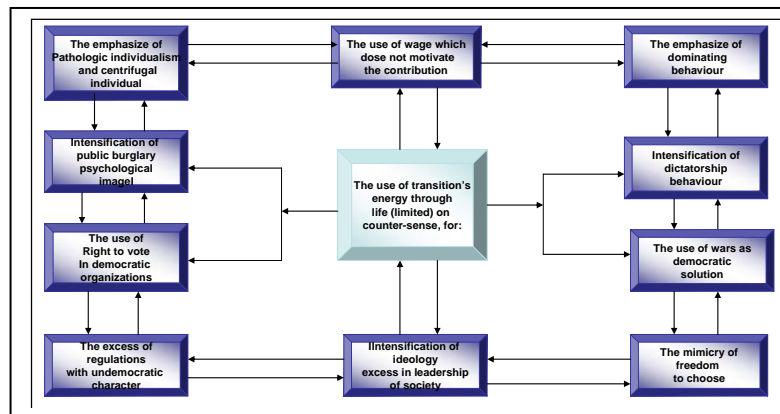 The emphasize of
Pathologic individualism
and centrifugal
individual
The use of wage which
dose not motivate
the contribution
The emphasize of
dominating
behaviour
Intensification of
public burglary
psychological
imagel
The use of transition's
energy through
life (limited) on
counter-sense, for:
Intensification of
dictatorship
behaviour
The use of
Right to vote
In democratic
organizations
The use of wars as
democratic
solution
The excess of
regulations
with undemocratic
character
IIntensification of
ideology
excess in leadership
of society
The mimicry of
freedom
to choose